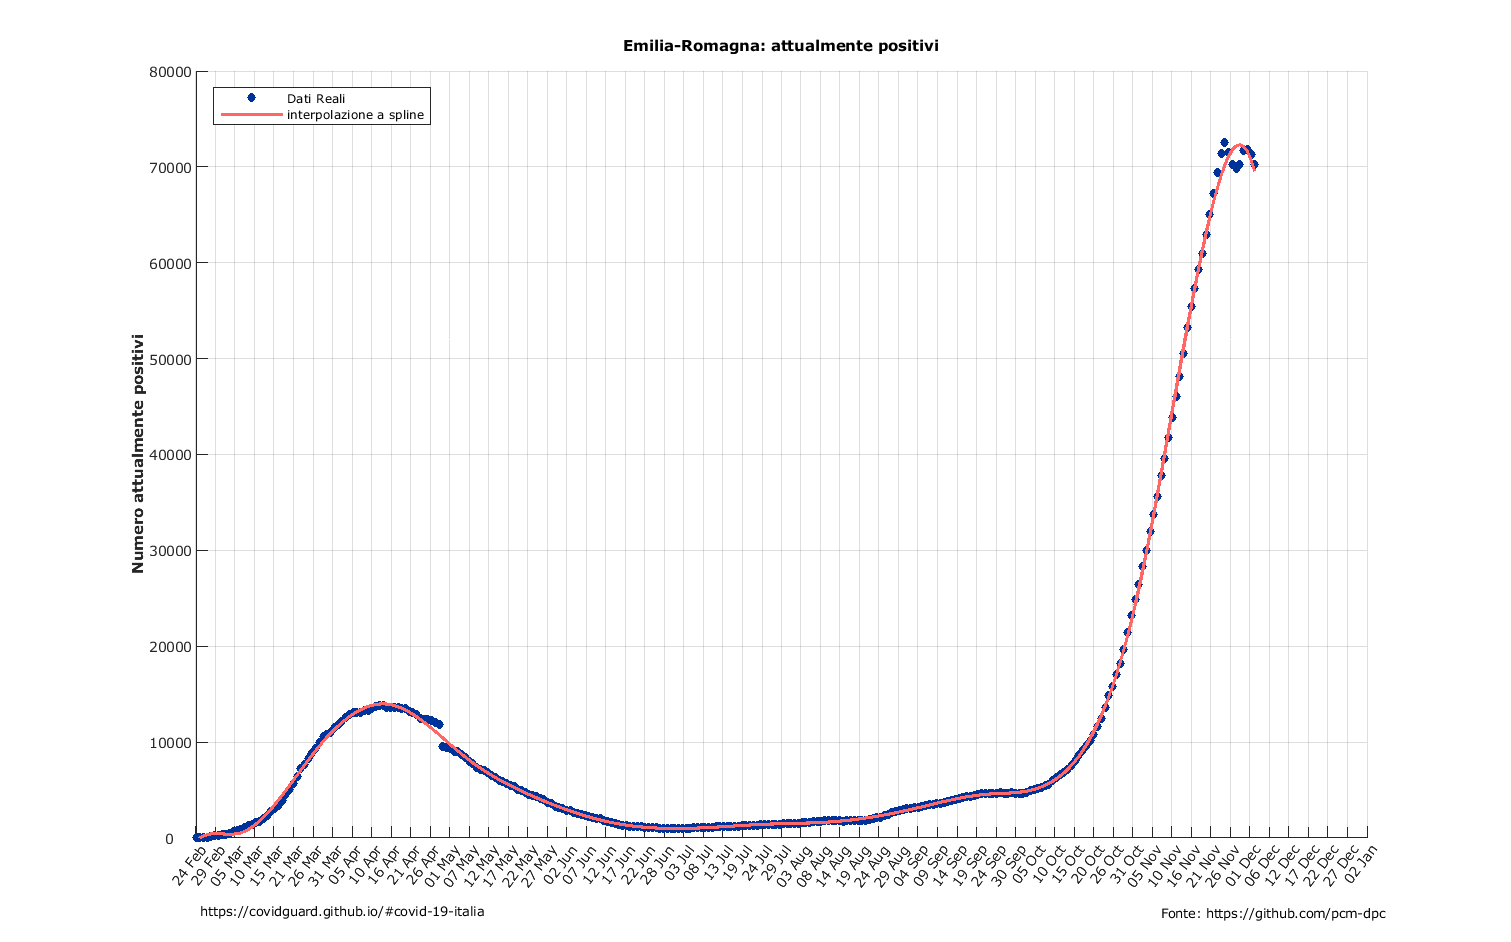 Emilia-Romagna: attualmente positivi
80000
70000
60000
50000
40000
30000
20000
10000
0
Dati Reali
interpolazione a spline
Numero attualmente positivi
24 Feb
29 Feb
05 Mar
10 Mar
15 Mar
21 Mar
26 Mar
31 Mar
05 Apr
10 Apr
16 Apr
21 Apr
26 Apr
01 May
07 May
12 May
17 May
22 May
27 May
02 Jun
07 Jun
12 Jun
17 Jun
23 Jun
28 Jun
03 Jul
08 Jul
13 Jul
19 Jul
24 Jul
29 Jul
03 Aug
08 Aug
14 Aug
19 Aug
24 Aug
29 Aug
04 Sep
09 Sep
14 Sep
19 Sep
24 Sep
30 Sep
05 Oct
10 Oct
15 Oct
20 Oct
26 Oct
31 Oct
05 Nov
10 Nov
16 Nov
21 Nov
26 Nov
01 Dec
06 Dec
12 Dec
17 Dec
22 Dec
27 Dec
02 Jan
https://covidguard.github.io/#covid-19-italia
Fonte: https://github.com/pcm-dpc